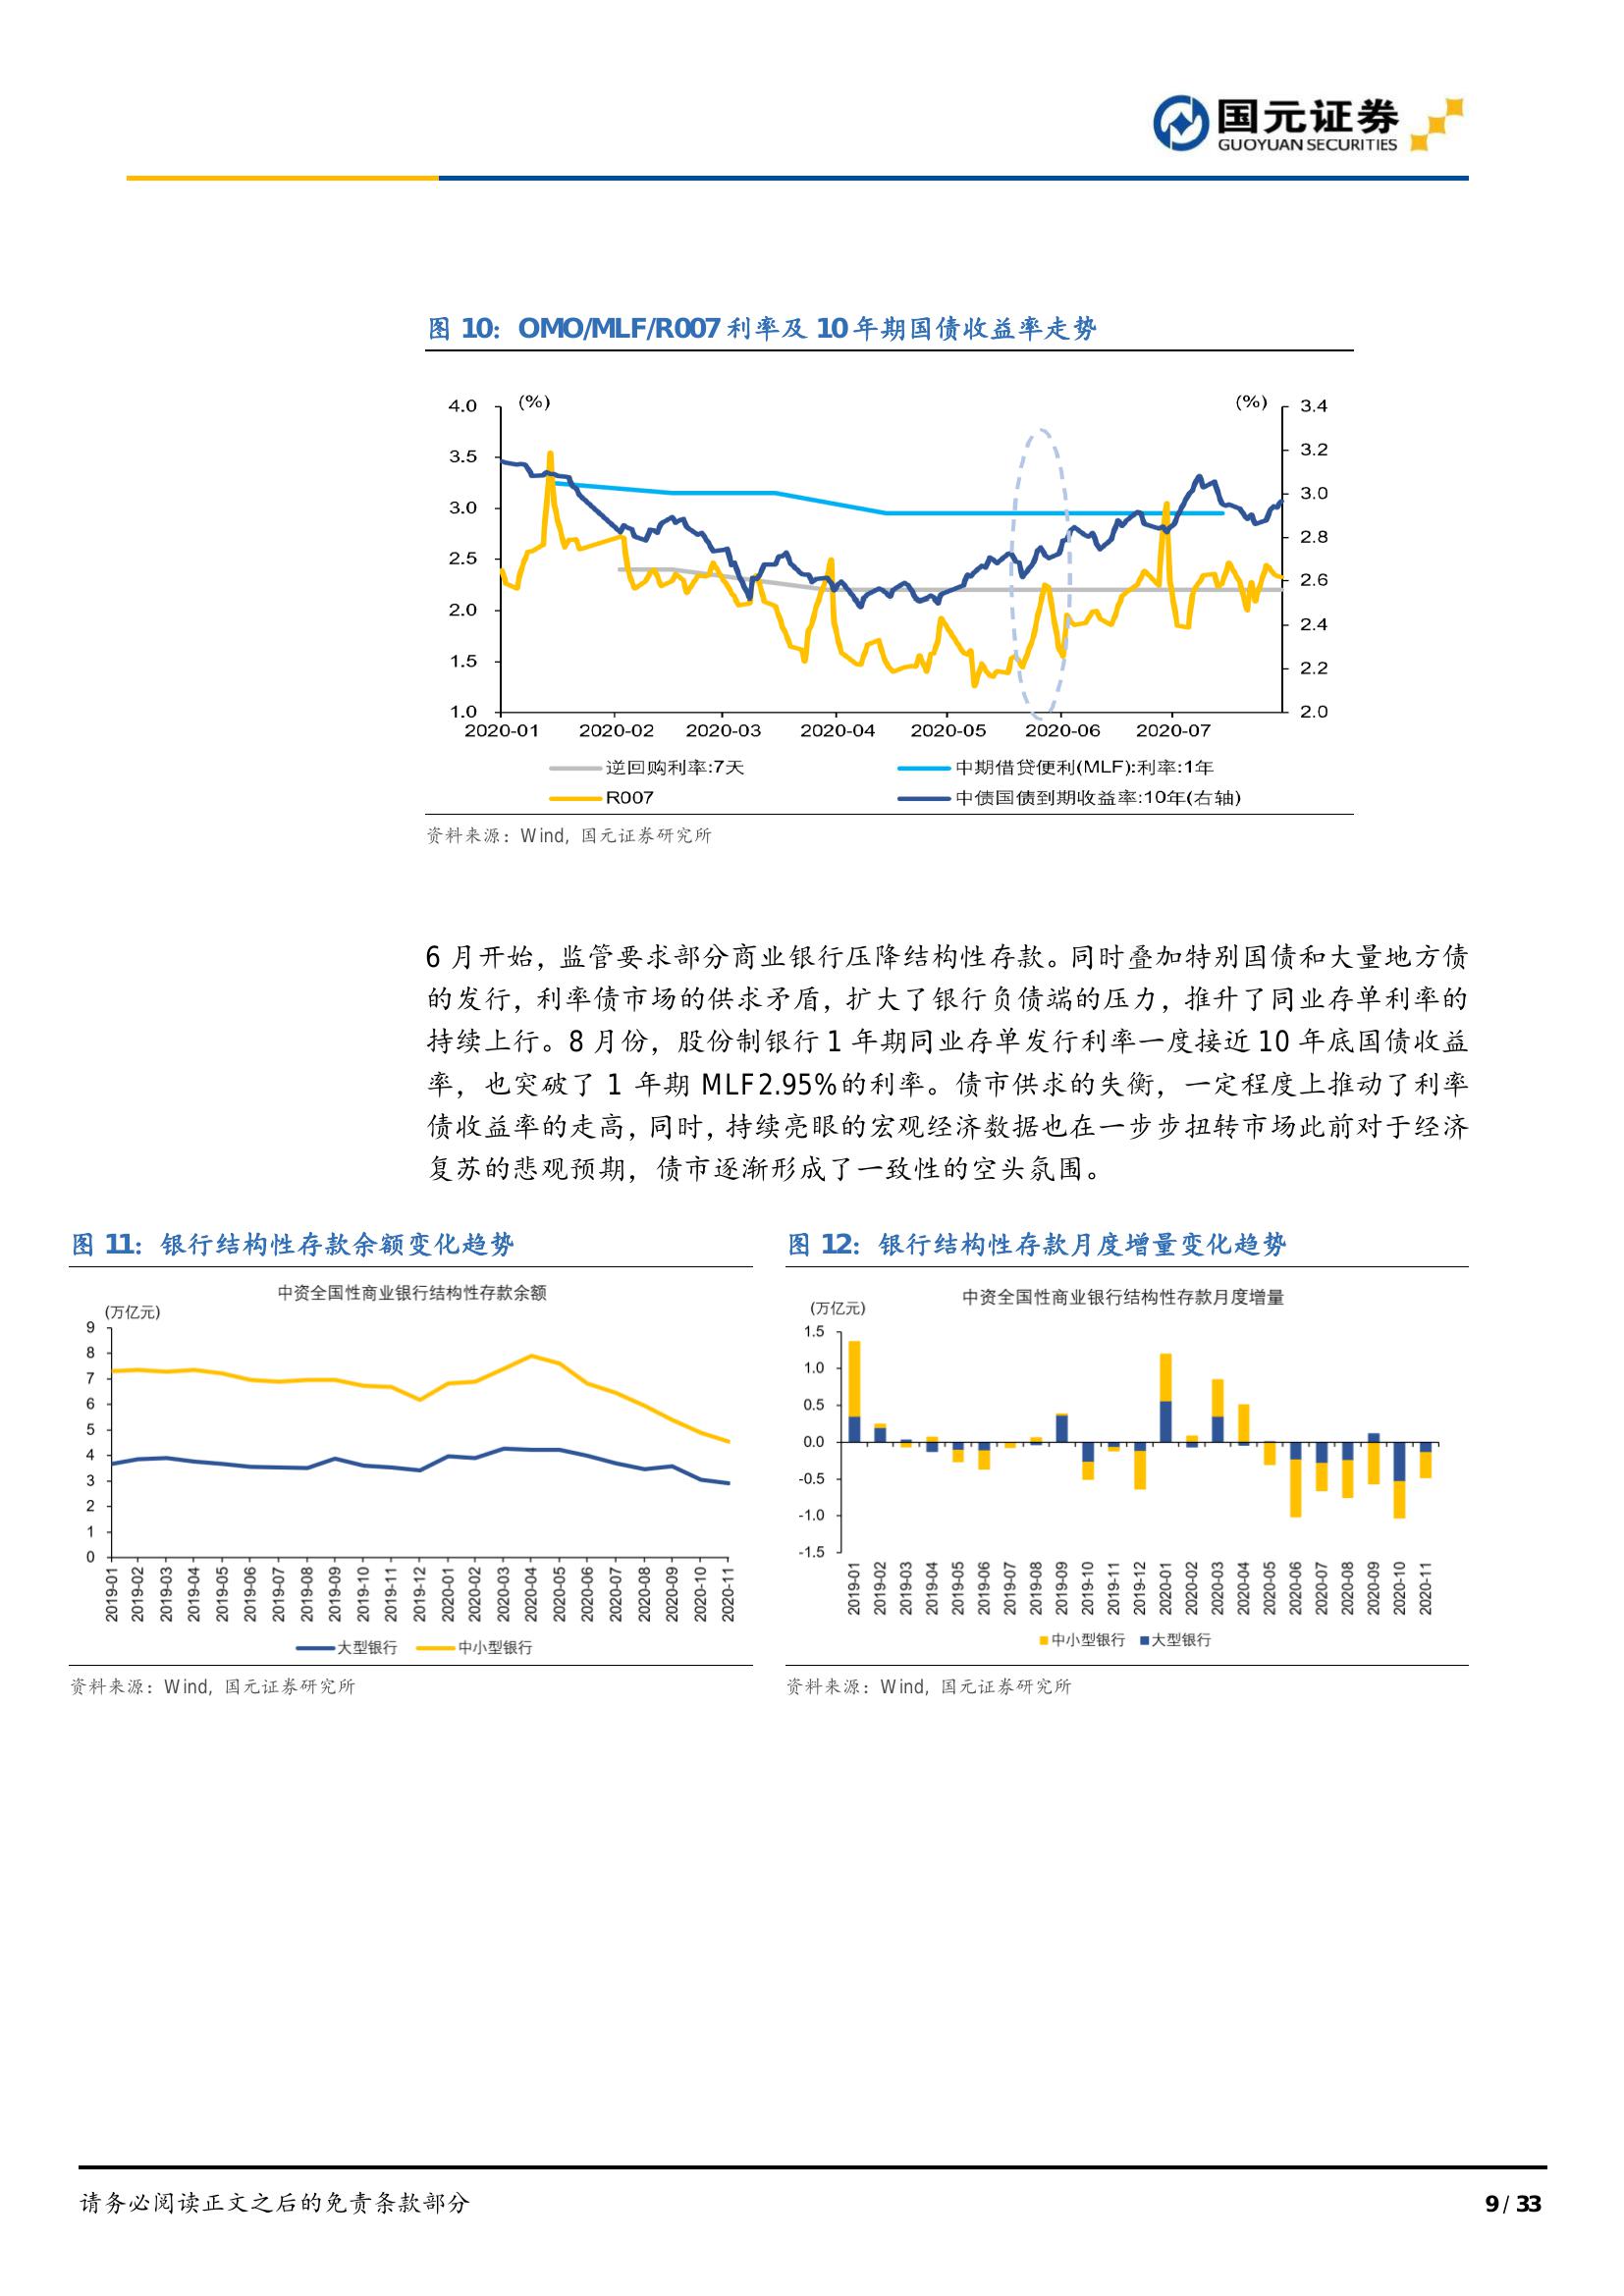 国元证券
GUOYUAN SECURITIES
图 10：OMO/MLF/R007 利率及 10 年期国债收益率走势
(%)
(%)
4.0
3.5
3.0
2.5
2.0
1.5
1.0
3.4
3.2
3.0
2.8
2.6
2.4
2.2
2.0
2020-01 2020-02 2020-03 2020-04 2020-05 2020-06 2020-07
逆回购利率:7天
中期借贷便利(MLF):利率:1年
R007
中债国债到期收益率:10年(右轴)
资料来源：Wind，国元证券研究所
6 月开始，监管要求部分商业银行压降结构性存款。同时叠加特别国债和大量地方债
的发行，利率债市场的供求矛盾，扩大了银行负债端的压力，推升了同业存单利率的
持续上行。8 月份，股份制银行 1 年期同业存单发行利率一度接近 10 年底国债收益
率，也突破了 1 年期 MLF2.95%的利率。债市供求的失衡，一定程度上推动了利率
债收益率的走高，同时，持续亮眼的宏观经济数据也在一步步扭转市场此前对于经济
复苏的悲观预期，债市逐渐形成了一致性的空头氛围。
图 11：银行结构性存款余额变化趋势
中资全国性商业银行结构性存款余额
(万亿元)
9
8
7
6
5
4
3
2
1
0
2019-01 2019-02 2019-03 2019-04 2019-05 2019-06 2019-07 2019-08 2019-09 2019-10 2019-11 2019-12 2020-01 2020-02 2020-03 2020-04 2020-05 2020-06 2020-07 2020-08 2020-09 2020-10 2020-11
大型银行 中小型银行
资料来源：Wind，国元证券研究所
图 12：银行结构性存款月度增量变化趋势
中资全国性商业银行结构性存款月度增量
(万亿元)
1.5
1.0
0.5
0.0
-0.5
-1.0
-1.5
2019-01 2019-02 2019-03 2019-04 2019-05 2019-06 2019-07 2019-08 2019-09 2019-10 2019-11 2019-12 2020-01 2020-02 2020-03 2020-04 2020-05 2020-06 2020-07 2020-08 2020-09 2020-10 2020-11
中小型银行 大型银行
资料来源：Wind，国元证券研究所
请务必阅读正文之后的免责条款部分
9 / 33